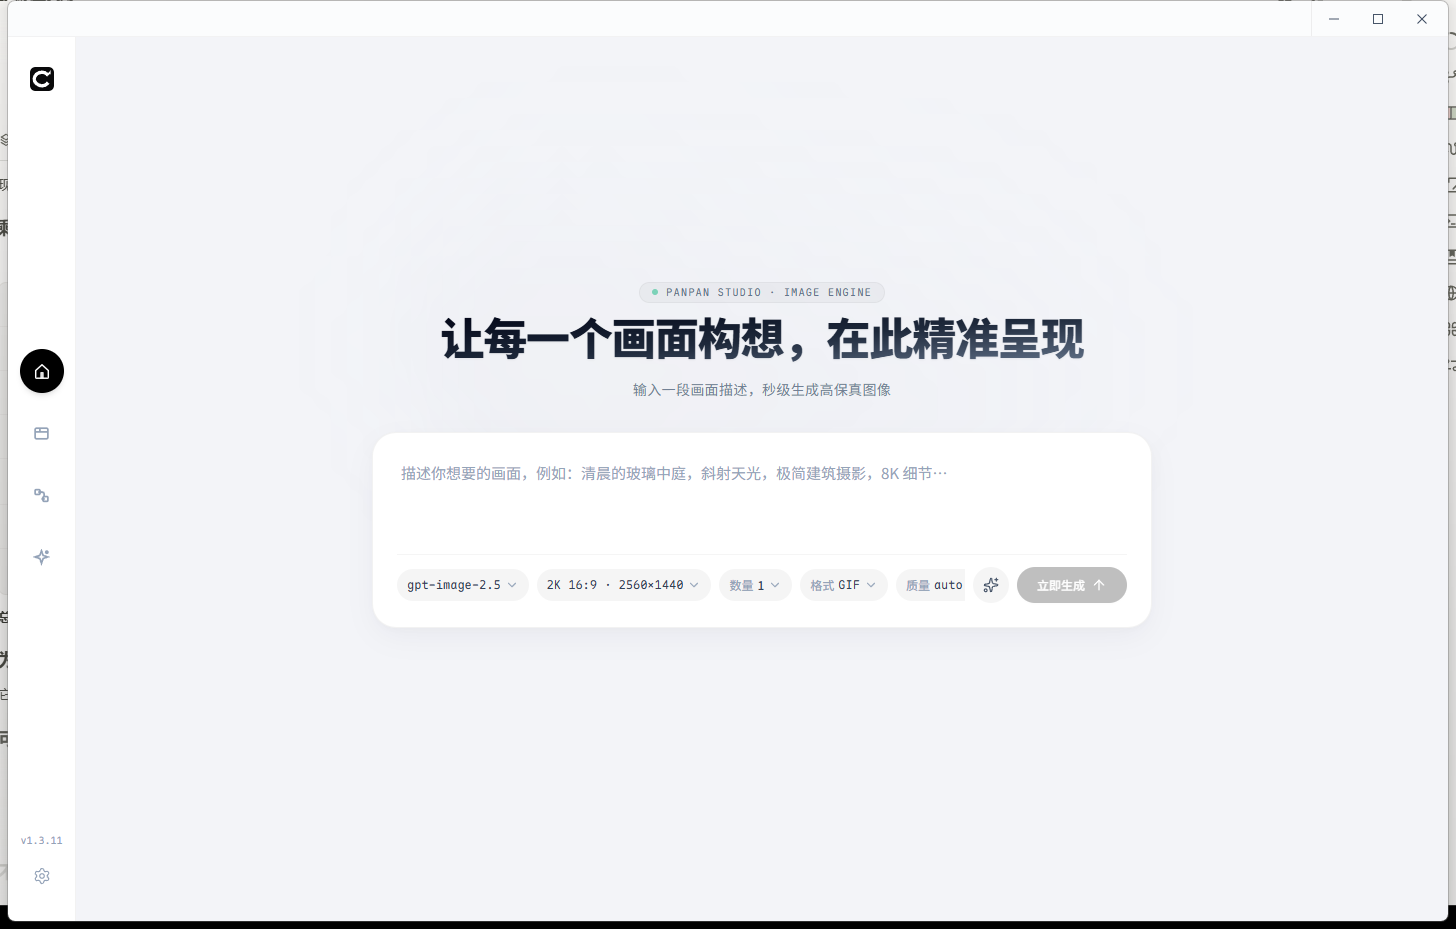 PANPAN STUDIO · IMAGE ENGINE
让每一个画面构想，在此精准呈现
输入一段画面描述，秒级生成高保真图像
描述你想要的画面，例如：清晨的玻璃中庭，斜射天光，极简建筑摄影，8K 细节…
gpt-image-2.5 2K 16:9 · 2560×1440 数量 1 格式 GIF 质量 auto 立即生成
v1.3.11